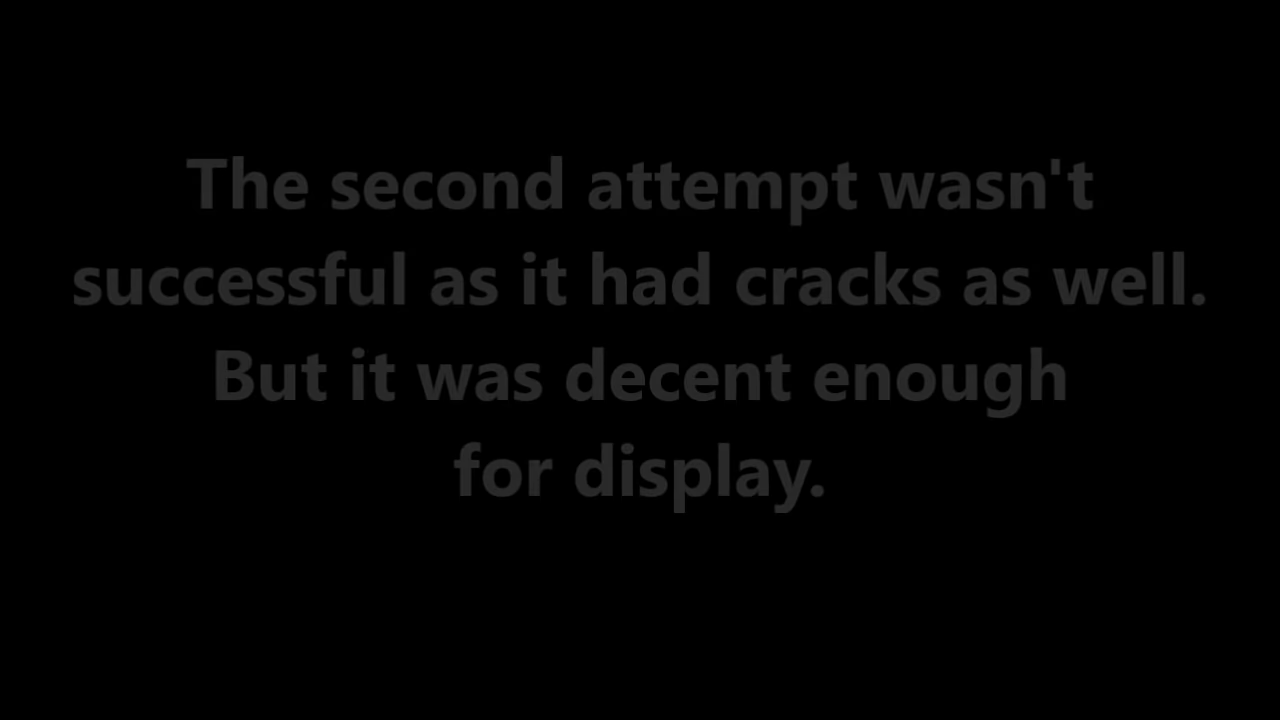 The second attempt wasn't
successful as it had cracks as well.
But it was decent enough
for display.